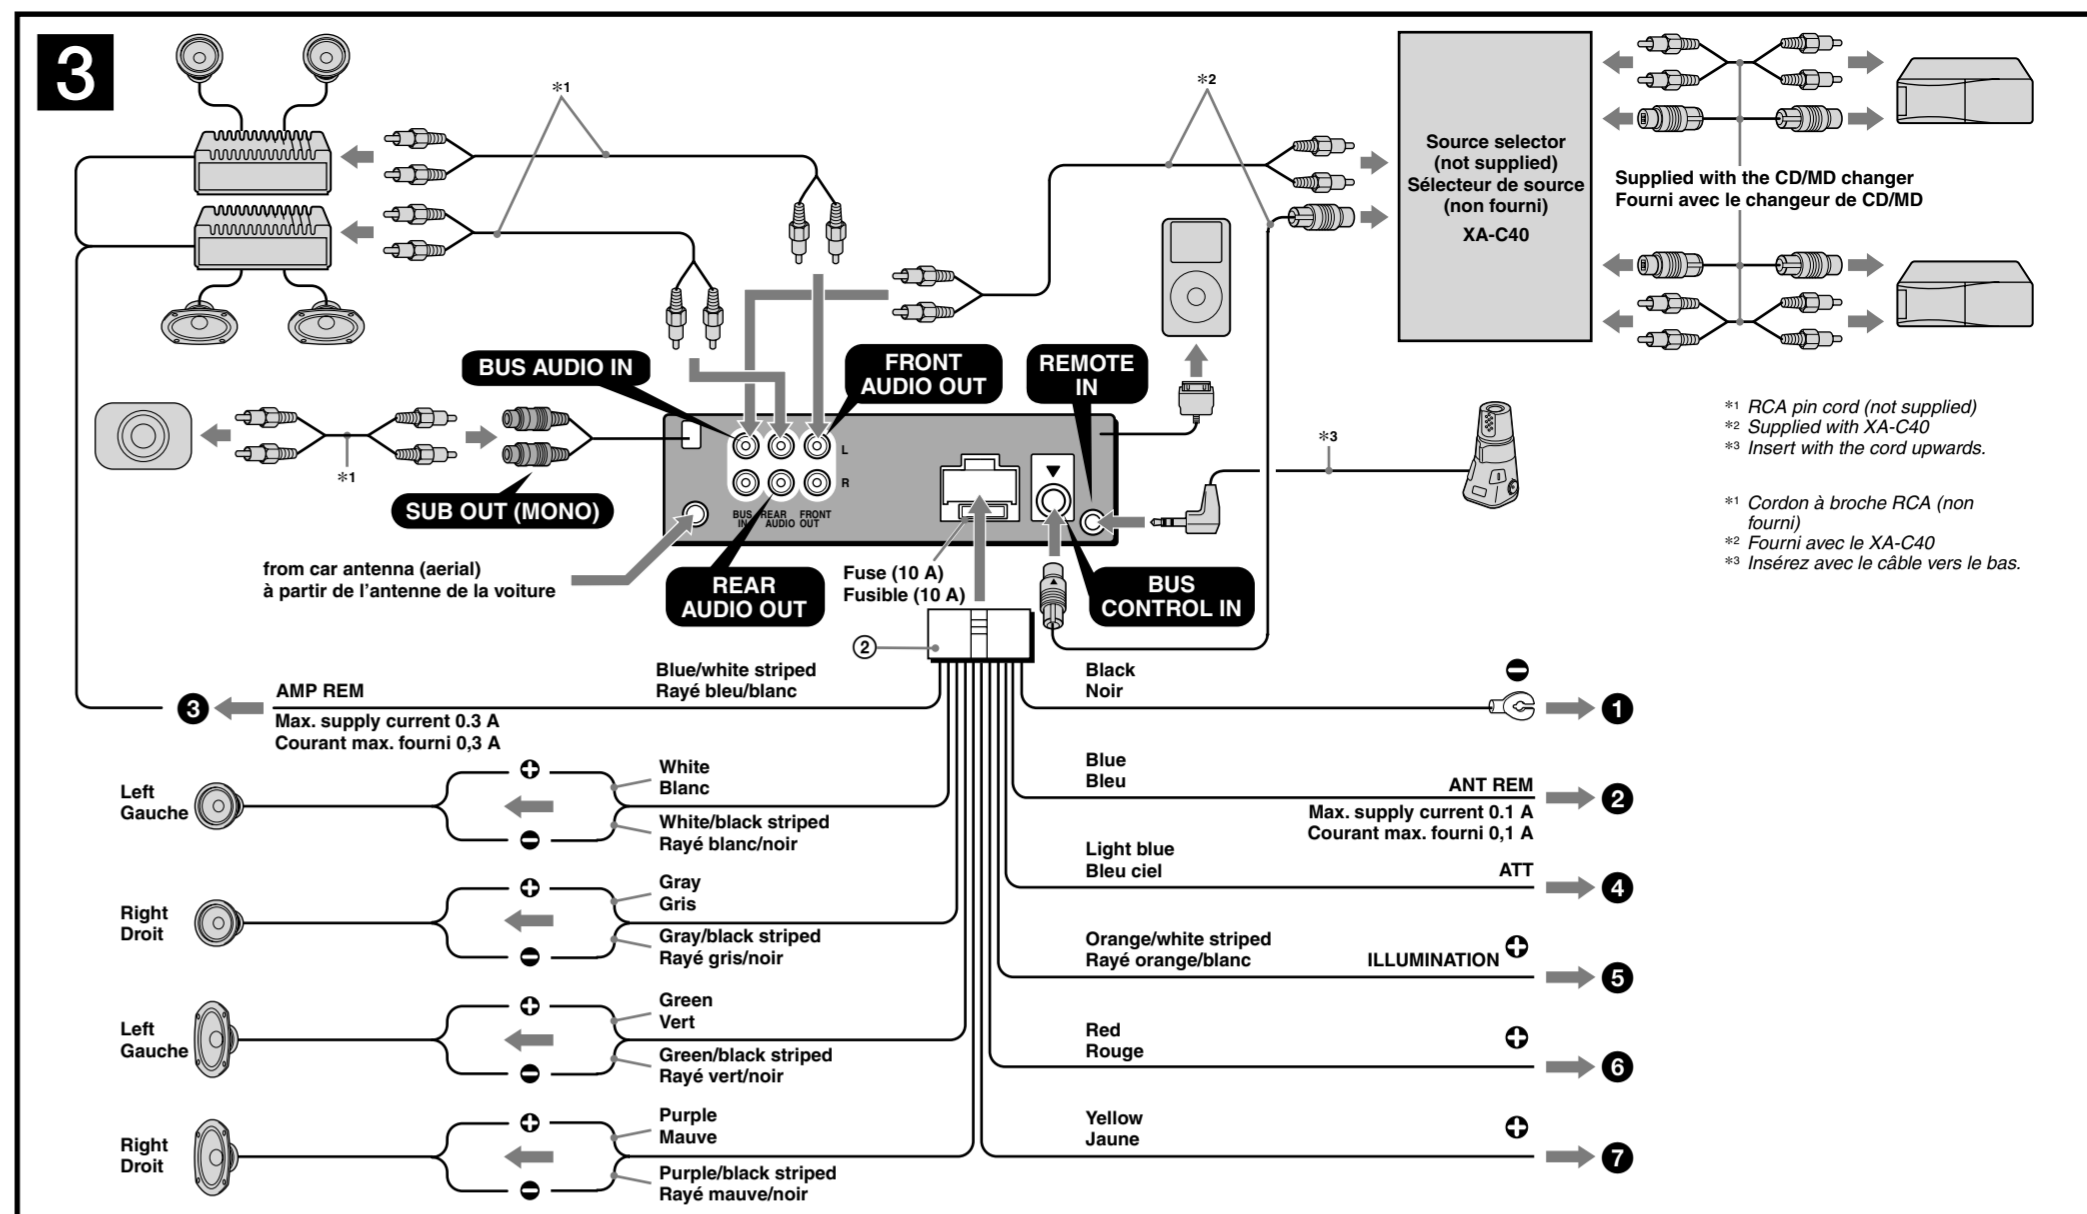 3
*1
*2
Source selector
(not supplied)
Sélecteur de source
(non fourni)
XA-C40
Supplied with the CD/MD changer
Fourni avec le changeur de CD/MD
BUS AUDIO IN
FRONT
AUDIO OUT
REMOTE
IN
*1
SUB OUT (MONO)
L
R
BUS REAR FRONT
IN AUDIO OUT
*3
*1 RCA pin cord (not supplied)
*2 Supplied with XA-C40
*3 Insert with the cord upwards.
*1 Cordon à broche RCA (non
fourni)
*2 Fourni avec le XA-C40
*3 Insérez avec le câble vers le bas.
from car antenna (aerial)
à partir de l'antenne de la voiture
REAR
AUDIO OUT
Fuse (10 A)
Fusible (10 A)
BUS
CONTROL IN
2
3
AMP REM
Blue/white striped
Rayé bleu/blanc
Max. supply current 0.3 A
Courant max. fourni 0,3 A
Black
Noir
1
Left
Gauche
White
Blanc
White/black striped
Rayé blanc/noir
Blue
Bleu
ANT REM
2
Max. supply current 0.1 A
Courant max. fourni 0,1 A
Right
Droit
Gray
Gris
Gray/black striped
Rayé gris/noir
Light blue
Bleu ciel
ATT
4
Orange/white striped
Rayé orange/blanc
ILLUMINATION
5
Left
Gauche
Green
Vert
Green/black striped
Rayé vert/noir
Red
Rouge
6
Right
Droit
Purple
Mauve
Purple/black striped
Rayé mauve/noir
Yellow
Jaune
7